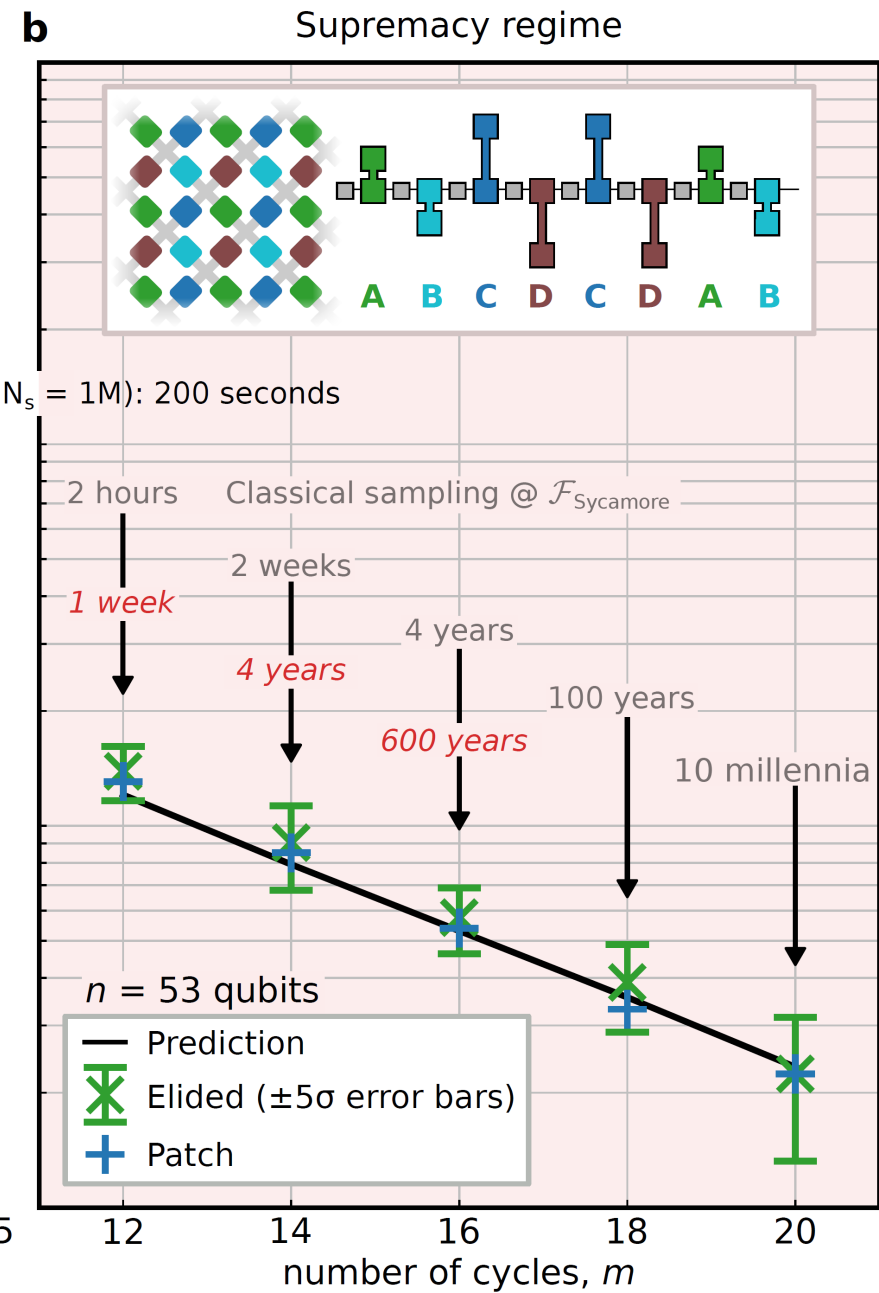 b
Supremacy regime
A B C D C D A B
Nₛ = 1M): 200 seconds
2 hours
Classical sampling @ ℱSycamore
2 weeks
1 week
4 years
4 years
100 years
600 years
10 millennia
n = 53 qubits
Prediction
Elided (±5σ error bars)
Patch
5 12 14 16 18 20
number of cycles, m